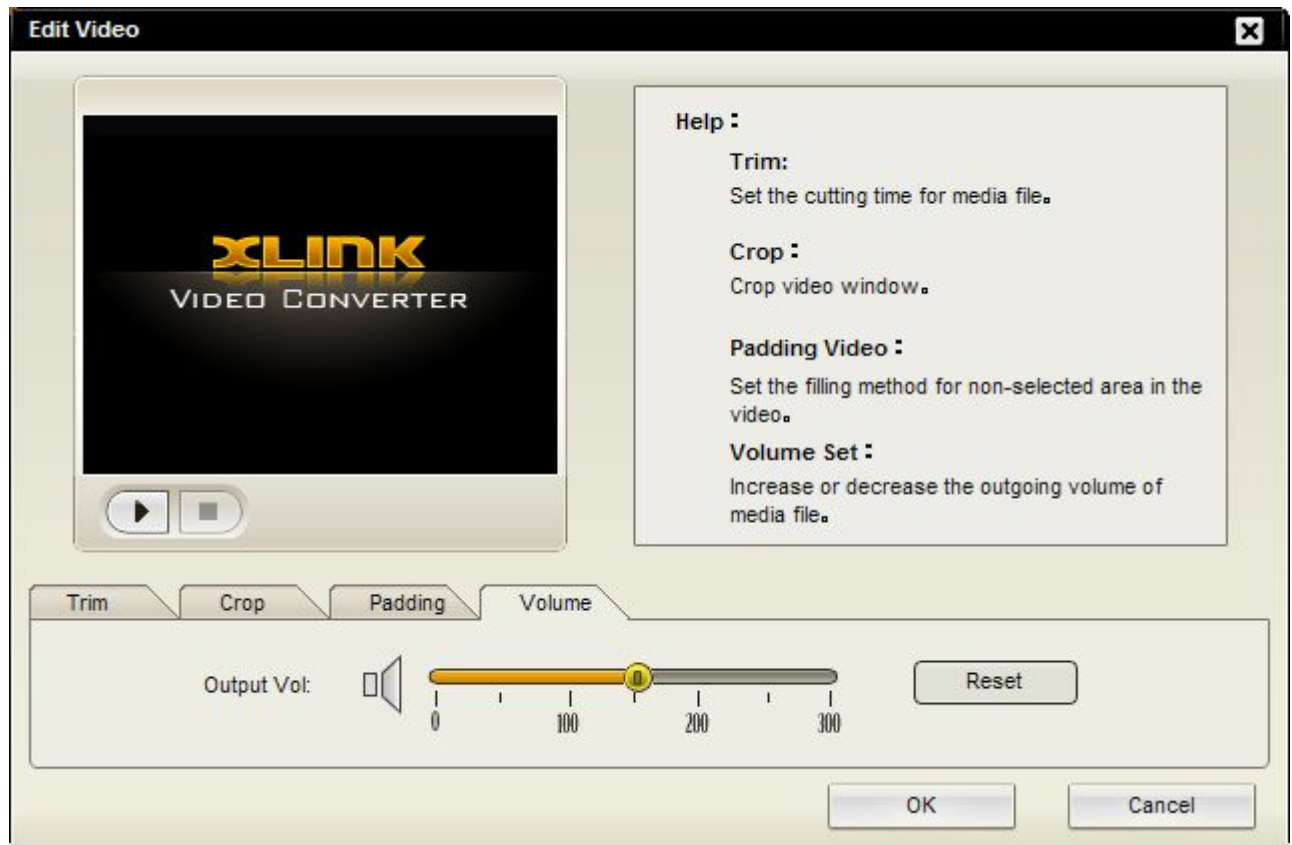 Edit Video
XLINK
VIDEO CONVERTER
Help：
Trim:
Set the cutting time for media file。
Crop：
Crop video window。
Padding Video：
Set the filling method for non-selected area in the
video。
Volume Set：
Increase or decrease the outgoing volume of
media file。
Trim Crop Padding Volume
Output Vol: Reset
0 100 200 300
OK Cancel